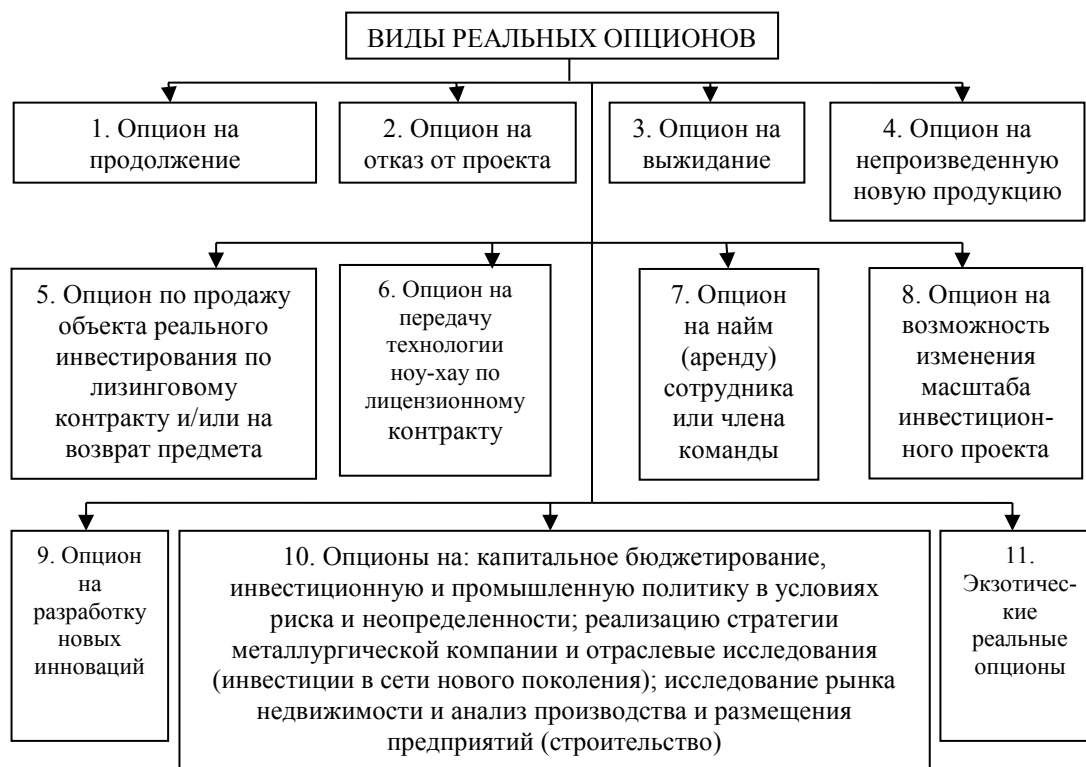 ВИДЫ РЕАЛЬНЫХ ОПЦИОНОВ
1. Опцион на
продолжение
2. Опцион на
отказ от проекта
3. Опцион на
выжидание
4. Опцион на
непроизведенную
новую продукцию
5. Опцион по продажу
объекта реального
инвестирования по
лизинговому
контракту и/или на
возврат предмета
6. Опцион на
передачу
технологии
ноу-хау по
лицензионному
контракту
7. Опцион
на найм
(аренду)
сотрудника
или члена
команды
8. Опцион на
возможность
изменения
масштаба
инвестицион-
ного проекта
9. Опцион
на
разработку
новых
инноваций
10. Опционы на: капитальное бюджетирование,
инвестиционную и промышленную политику в условиях
риска и неопределенности; реализацию стратегии
металлургической компании и отраслевые исследования
(инвестиции в сети нового поколения); исследование рынка
недвижимости и анализ производства и размещения
предприятий (строительство)
11.
Экзотичес-
кие
реальные
опционы